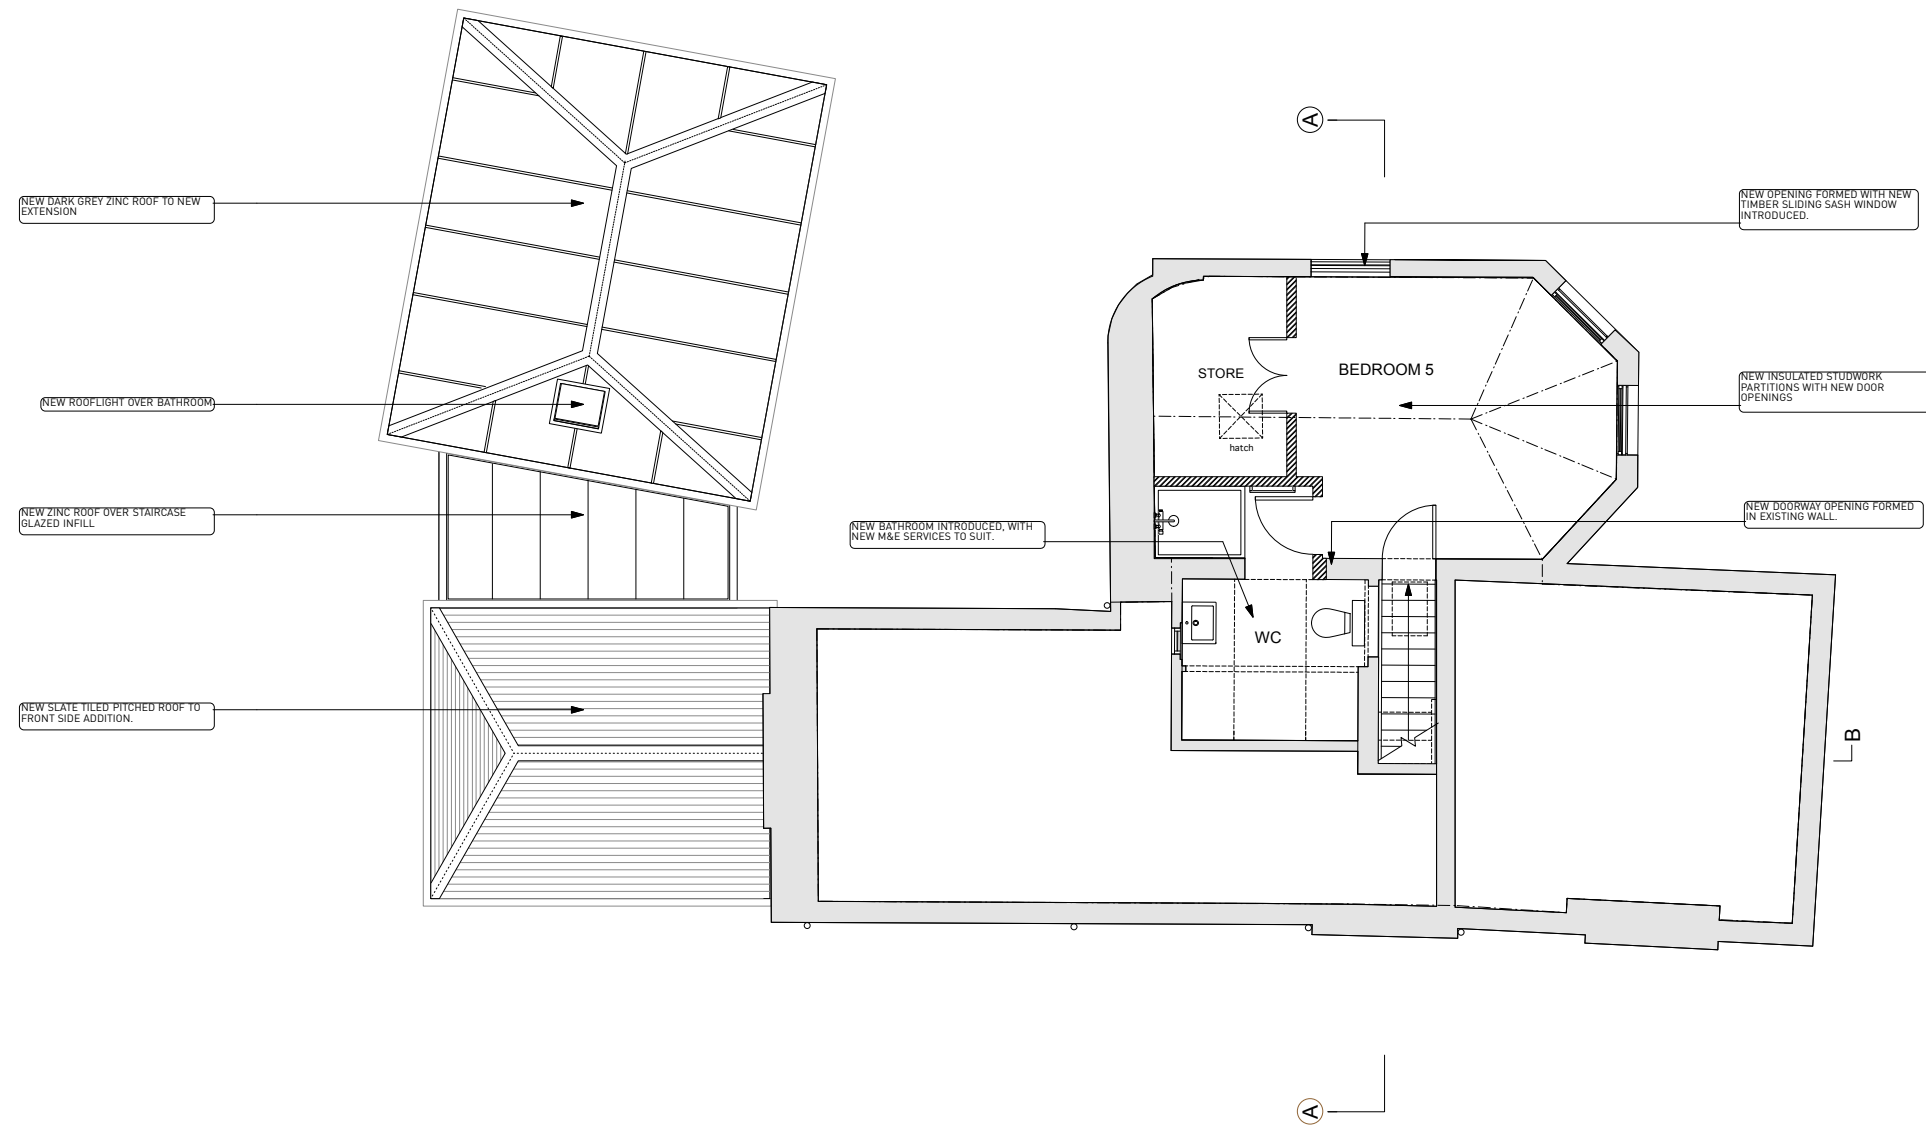 A
NEW DARK GREY ZINC ROOF TO NEW
EXTENSION
NEW OPENING FORMED WITH NEW
TIMBER SLIDING SASH WINDOW
INTRODUCED.
STORE
BEDROOM 5
NEW INSULATED STUDWORK
PARTITIONS WITH NEW DOOR
OPENINGS
NEW ROOFLIGHT OVER BATHROOM
hatch
NEW ZINC ROOF OVER STAIRCASE
GLAZED INFILL
NEW BATHROOM INTRODUCED, WITH
NEW M&E SERVICES TO SUIT.
NEW DOORWAY OPENING FORMED
IN EXISTING WALL.
WC
NEW SLATE TILED PITCHED ROOF TO
FRONT SIDE ADDITION.
B
A